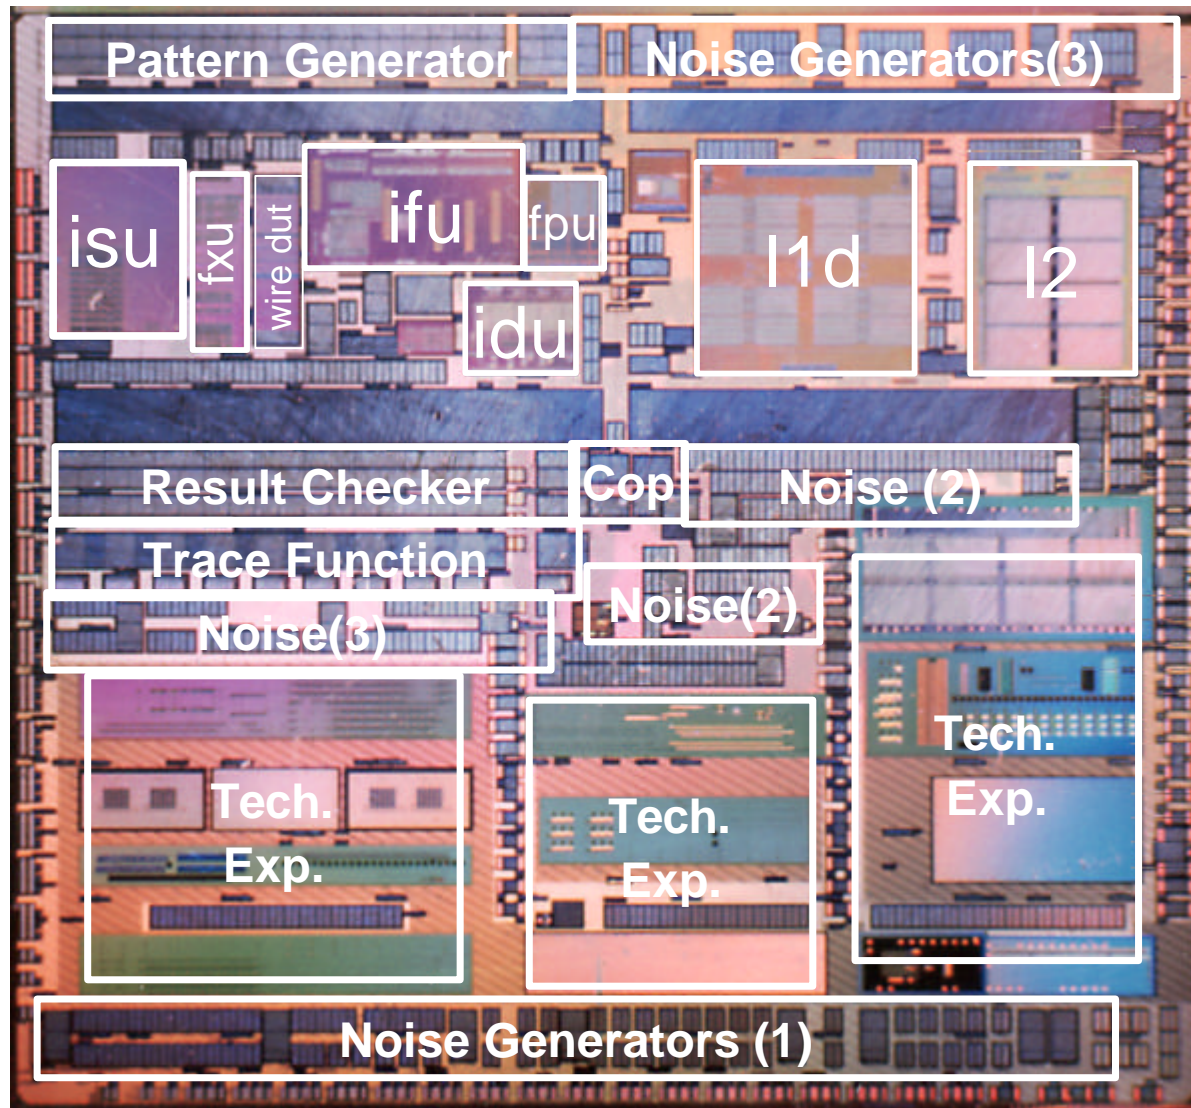 Pattern Generator
Noise Generators(3)
isu
fxu
wire dut
ifu
fpu
idu
l1d
l2
Result Checker
Cop
Noise (2)
Trace Function
Noise(2)
Noise(3)
Tech.
Exp.
Tech.
Exp.
Tech.
Exp.
Noise Generators (1)